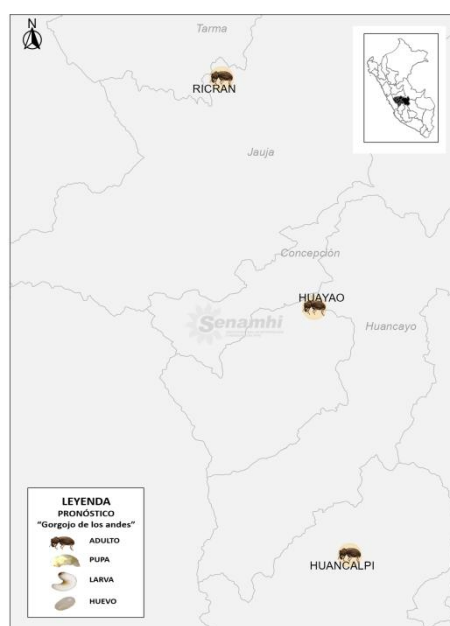 N
Tarma
RICRAN
Jauja
Concepción
HUAYAO
Senamhi
Huancayo
LEYENDA
PRONÓSTICO
"Gorgojo de los andes"
ADULTO
PUPA
LARVA
HUEVO
HUANCALPI